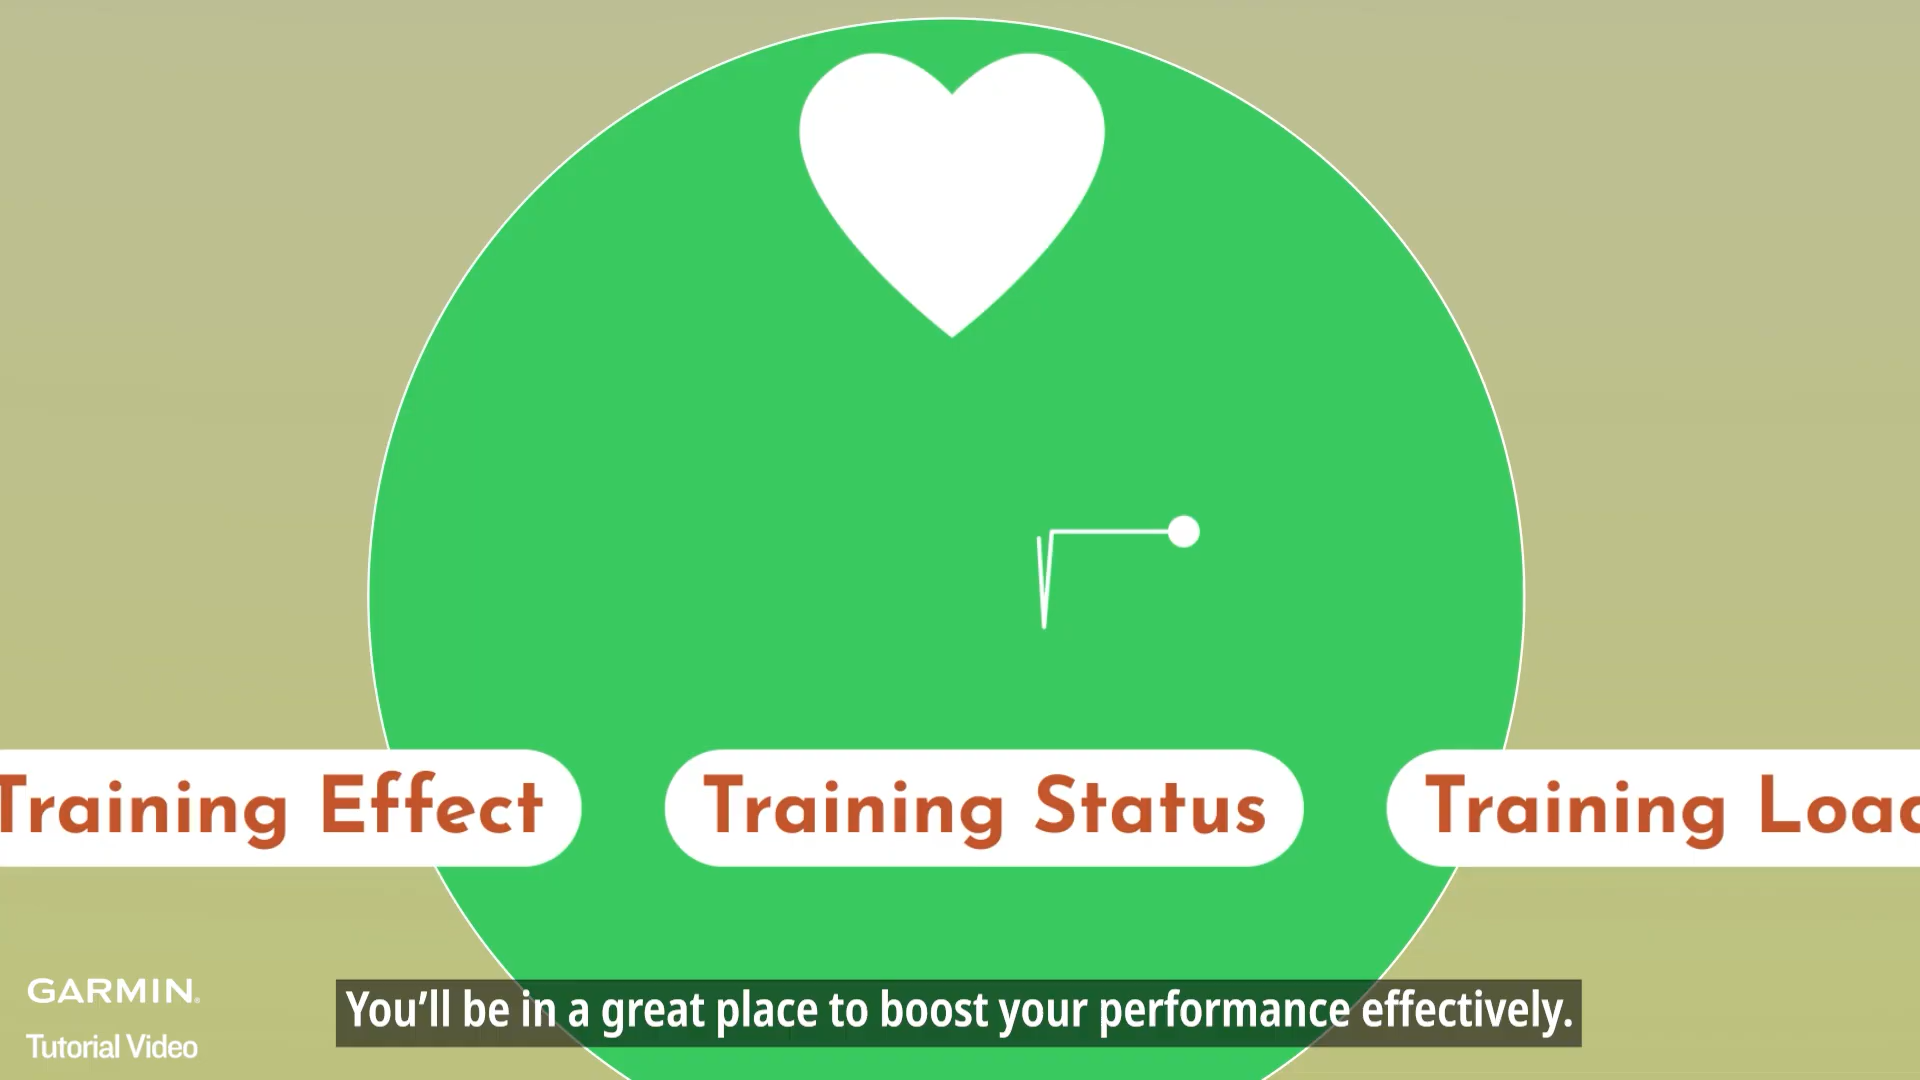 Training Effect
Training Status
Training Loac
GARMIN.
Tutorial Video
You’ll be in a great place to boost your performance effectively.